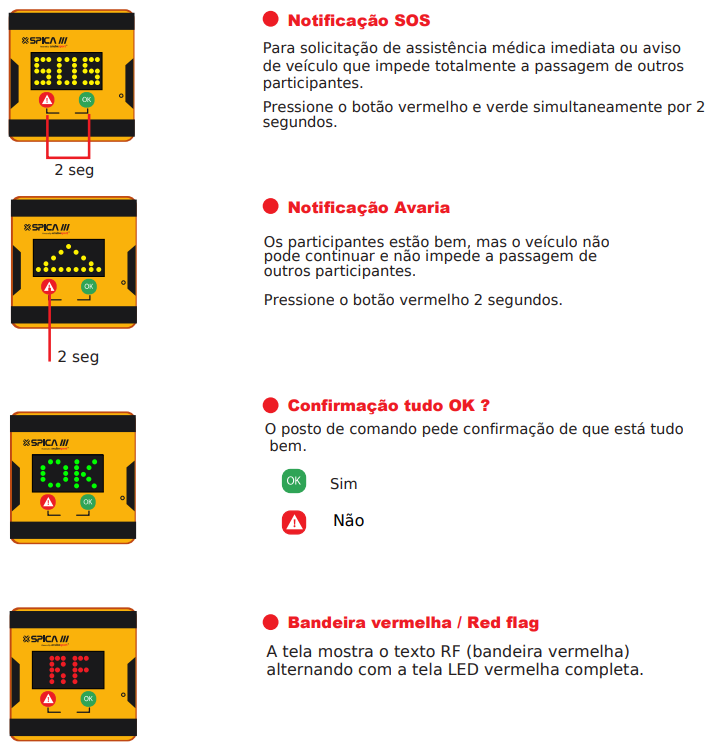 SPICA ///
SOS
OK
2 seg
Notificação SOS
Para solicitação de assistência médica imediata ou aviso
de veículo que impede totalmente a passagem de outros
participantes.
Pressione o botão vermelho e verde simultaneamente por 2
segundos.
SPICA ///
OK
2 seg
Notificação Avaria
Os participantes estão bem, mas o veículo não
pode continuar e não impede a passagem de
outros participantes.
Pressione o botão vermelho 2 segundos.
SPICA ///
OK
OK
Confirmação tudo OK ?
O posto de comando pede confirmação de que está tudo
bem.
OK Sim
! Não
SPICA ///
RF
OK
Bandeira vermelha / Red flag
A tela mostra o texto RF (bandeira vermelha)
alternando com a tela LED vermelha completa.